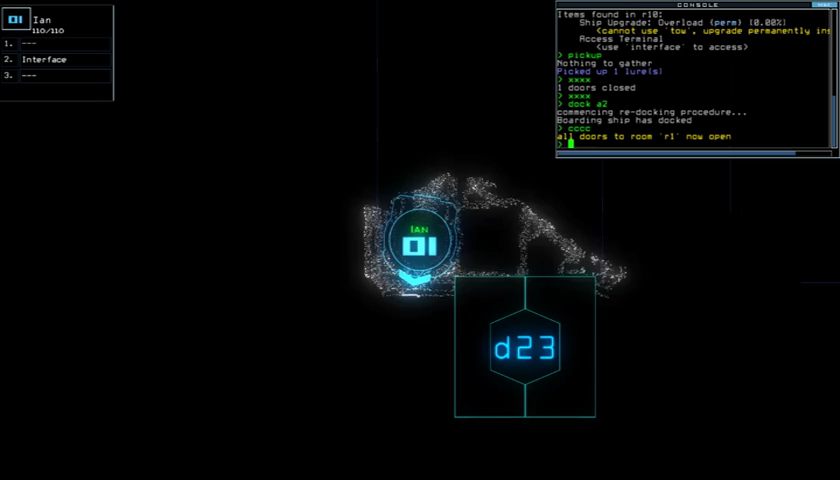 01 Ian
110/110
1. ---
2. Interface
3. ---
CONSOLE
Items found in r10:
Ship Upgrade: Overload (perm) [0.00%]
<cannot use `tow`, upgrade permanently ins
Access Terminal
<use `interface` to access>
> pickup
Nothing to gather
Picked up 1 lure(s)
> xxxx
1 doors closed
> xxxx
> dock a2
commencing re-docking procedure...
Boarding ship has docked
> cccc
all doors to room `r1` now open
>
IAN
01
d23